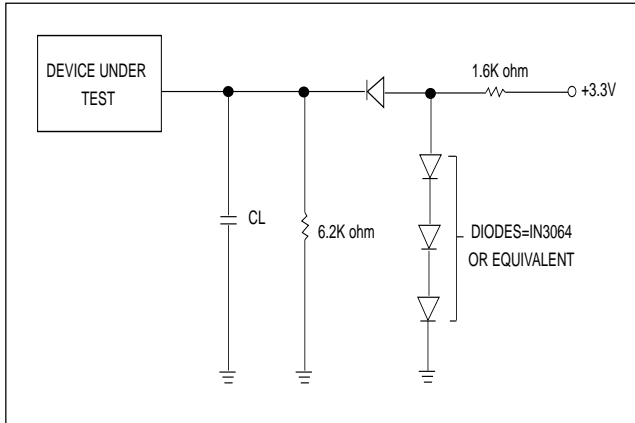 DEVICE UNDER
TEST
1.6K ohm
+3.3V
CL
6.2K ohm
DIODES=IN3064
OR EQUIVALENT